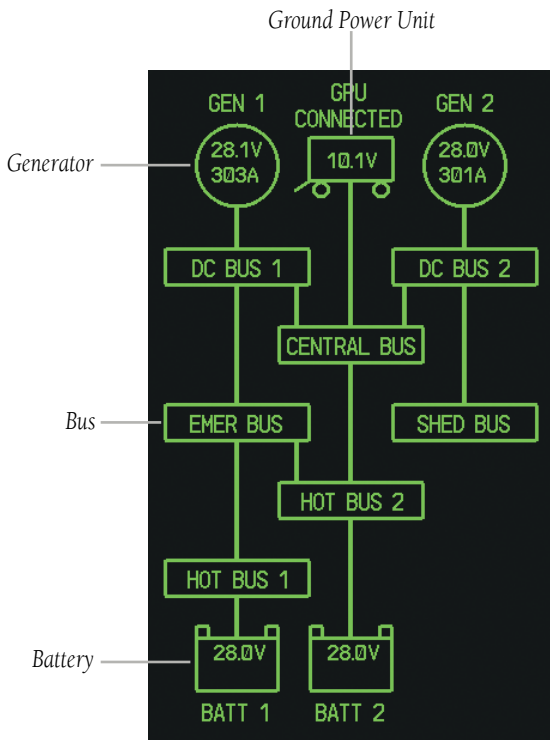 Ground Power Unit
GPU
GEN 1
CONNECTED
GEN 2
Generator
28.1V
303A
10.1V
28.0V
301A
DC BUS 1
DC BUS 2
CENTRAL BUS
Bus
EMER BUS
SHED BUS
HOT BUS 2
HOT BUS 1
Battery
28.0V
28.0V
BATT 1
BATT 2